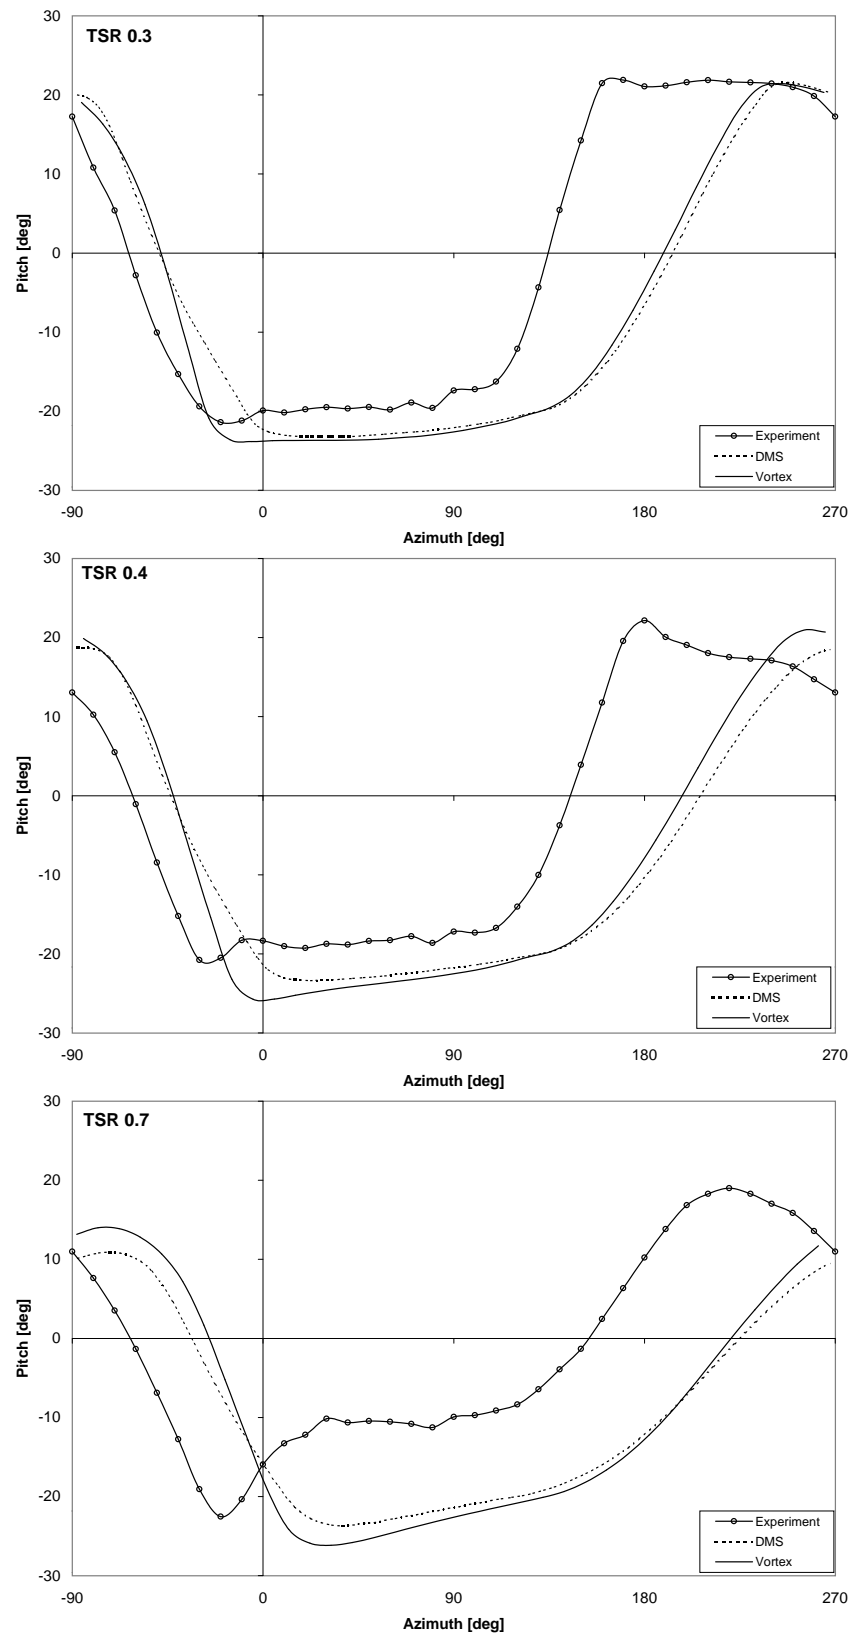 TSR 0.3
30
20
10
0
-10
-20
-30
Pitch [deg]
-90
0
90
180
270
Azimuth [deg]
Experiment
DMS
Vortex
TSR 0.4
30
20
10
0
-10
-20
-30
Pitch [deg]
-90
0
90
180
270
Azimuth [deg]
Experiment
DMS
Vortex
TSR 0.7
30
20
10
0
-10
-20
-30
Pitch [deg]
-90
0
90
180
270
Azimuth [deg]
Experiment
DMS
Vortex